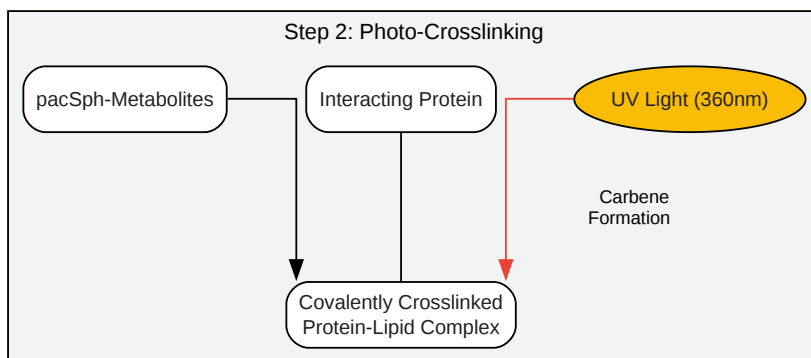 Step 2: Photo-Crosslinking
pacSph-Metabolites
Interacting Protein
UV Light (360nm)
Carbene
Formation
Covalently Crosslinked
Protein-Lipid Complex